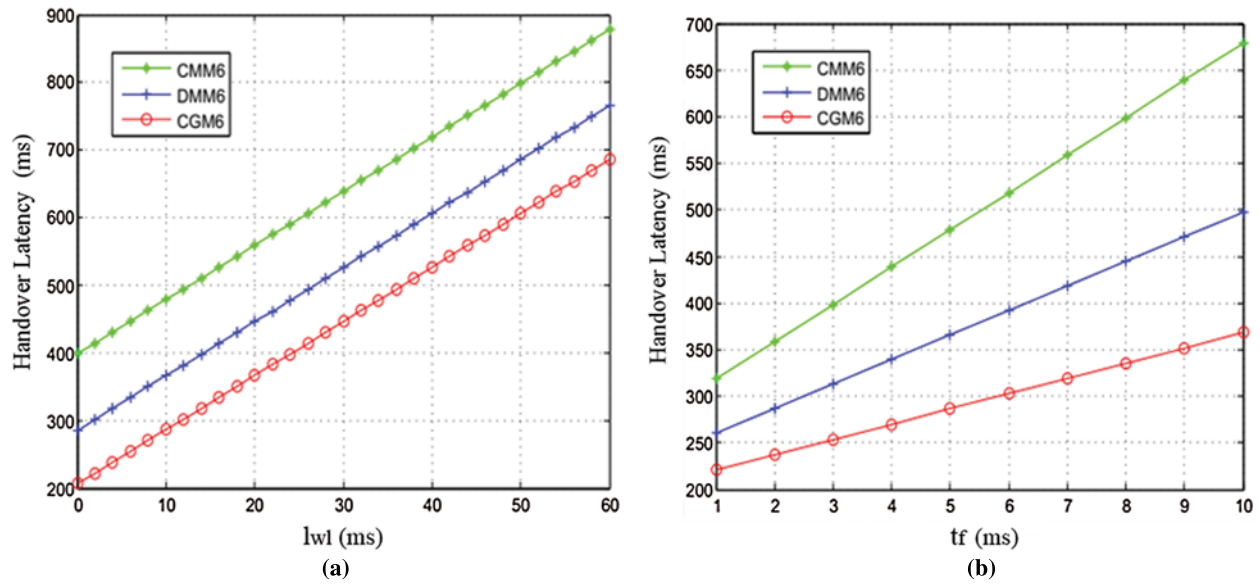 900
800
700
600
500
400
300
200
Handover Latency (ms)
CMM6
DMM6
CGM6
0 10 20 30 40 50 60
lwl (ms)
(a)
700
650
600
550
500
450
400
350
300
250
200
Handover Latency (ms)
CMM6
DMM6
CGM6
1 2 3 4 5 6 7 8 9 10
tf (ms)
(b)